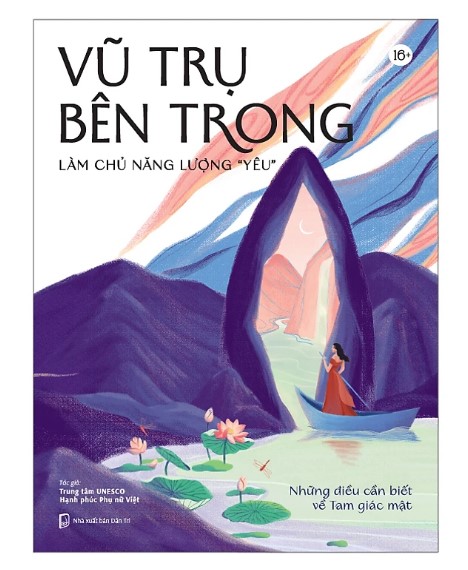 16+
VŨ TRỤ
BÊN TRONG
LÀM CHỦ NĂNG LƯỢNG "YÊU"
Những điều cần biết
về Tam giác mật
Tác giả:
Trung tâm UNESCO
Hạnh phúc Phụ nữ Việt
Nhà xuất bản Dân Trí